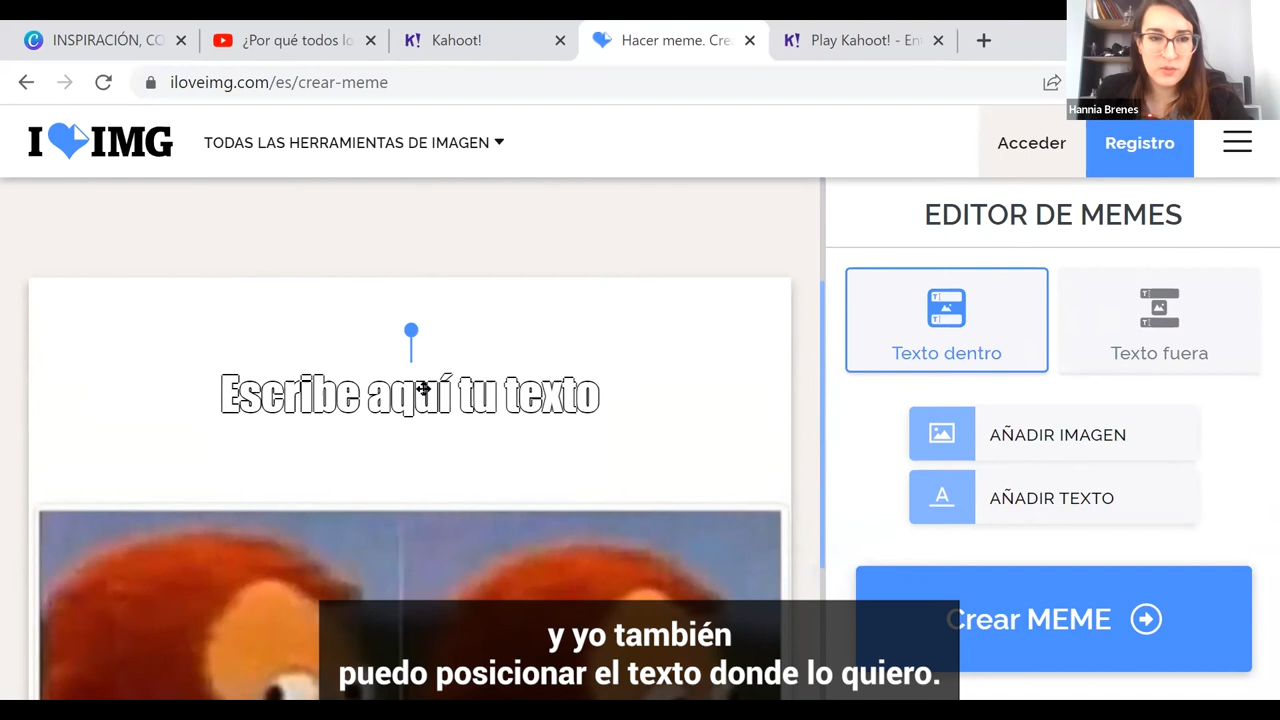 INSPIRACIÓN, CO
¿Por qué todos lo
K! Kahoot!
Hacer meme. Cre
K! Play Kahoot! - En
iloveimg.com/es/crear-meme
Hannia Brenes
I IMG
TODAS LAS HERRAMIENTAS DE IMAGEN
Acceder
Registro
EDITOR DE MEMES
Texto dentro
Texto fuera
Escribe aquí tu texto
AÑADIR IMAGEN
A AÑADIR TEXTO
Crear MEME
y yo también
puedo posicionar el texto donde lo quiero.